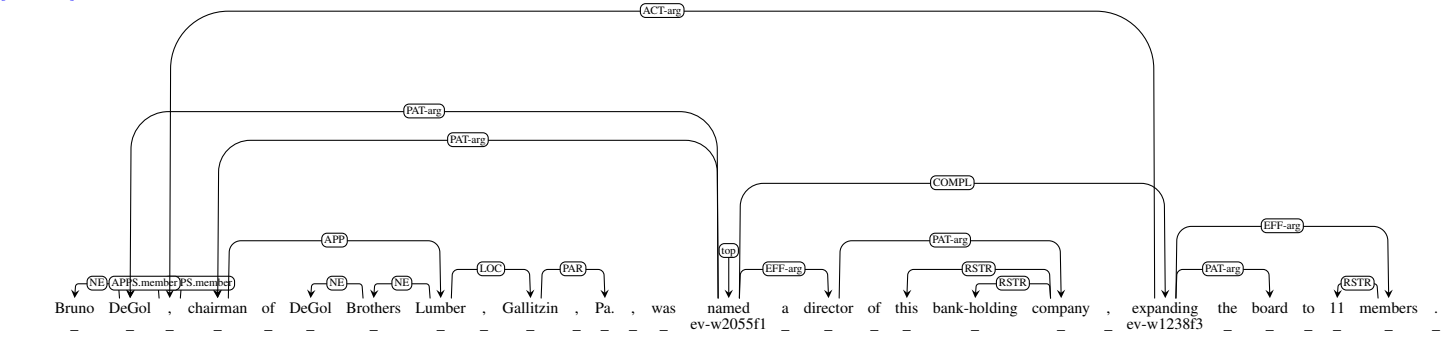 ACT-arg
PAT-arg
PAT-arg
COMPL
EFF-arg
APP PAT-arg
top
LOC PAR EFF-arg RSTR PAT-arg
NE APPS.member PS.member NE NE RSTR RSTR
Bruno DeGol , chairman of DeGol Brothers Lumber , Gallitzin , Pa. , was named a director of this bank-holding company , expanding the board to 11 members .
_ _ _ _ _ _ _ _ _ _ _ _ _ _ ev-w2055f1 _ _ _ _ _ _ _ ev-w1238f3 _ _ _ _ _ _